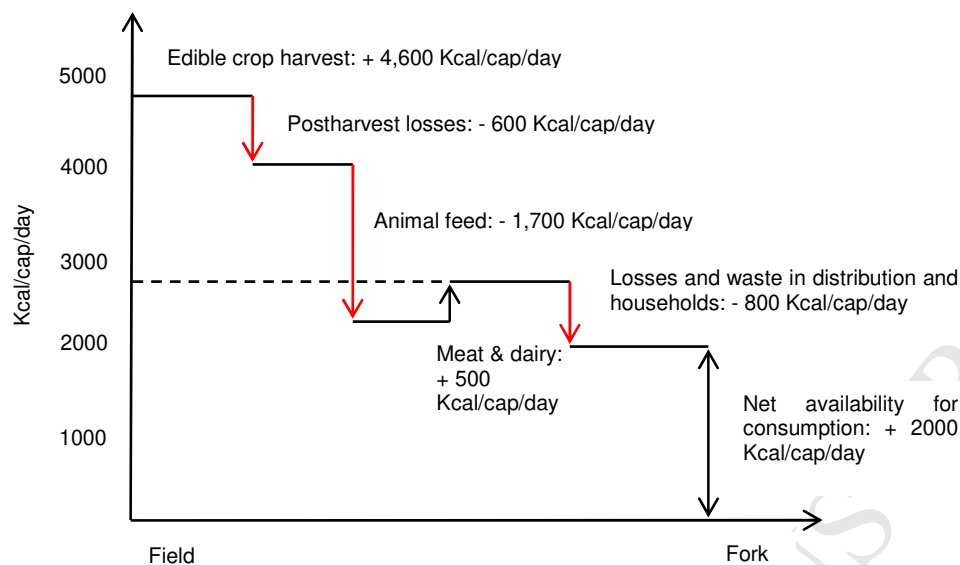 Edible crop harvest: + 4,600 Kcal/cap/day
5000
Postharvest losses: - 600 Kcal/cap/day
4000
Animal feed: - 1,700 Kcal/cap/day
3000
Losses and waste in distribution and
households: - 800 Kcal/cap/day
2000
Meat & dairy:
+ 500
Kcal/cap/day
Net availability for
consumption: + 2000
Kcal/cap/day
1000
Kcal/cap/day
Field
Fork